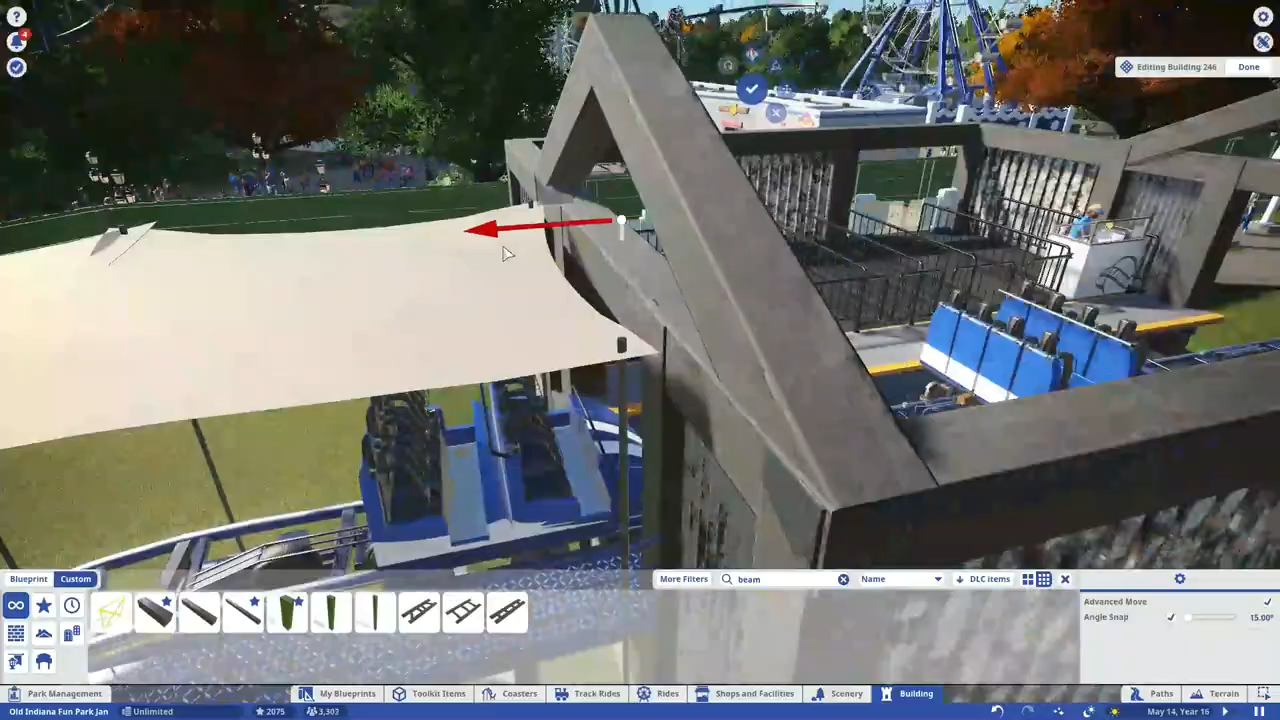 ?
4
Editing Building 246
Done
Blueprint
Custom
More Filters
beam
Name
DLC items
Advanced Move
Angle Snap
15.00°
Park Management
My Blueprints
Toolkit Items
Coasters
Track Rides
Rides
Shops and Facilities
Scenery
Building
Paths
Terrain
Old Indiana Fun Park Jan
Unlimited
2075
3,302
May 14, Year 16